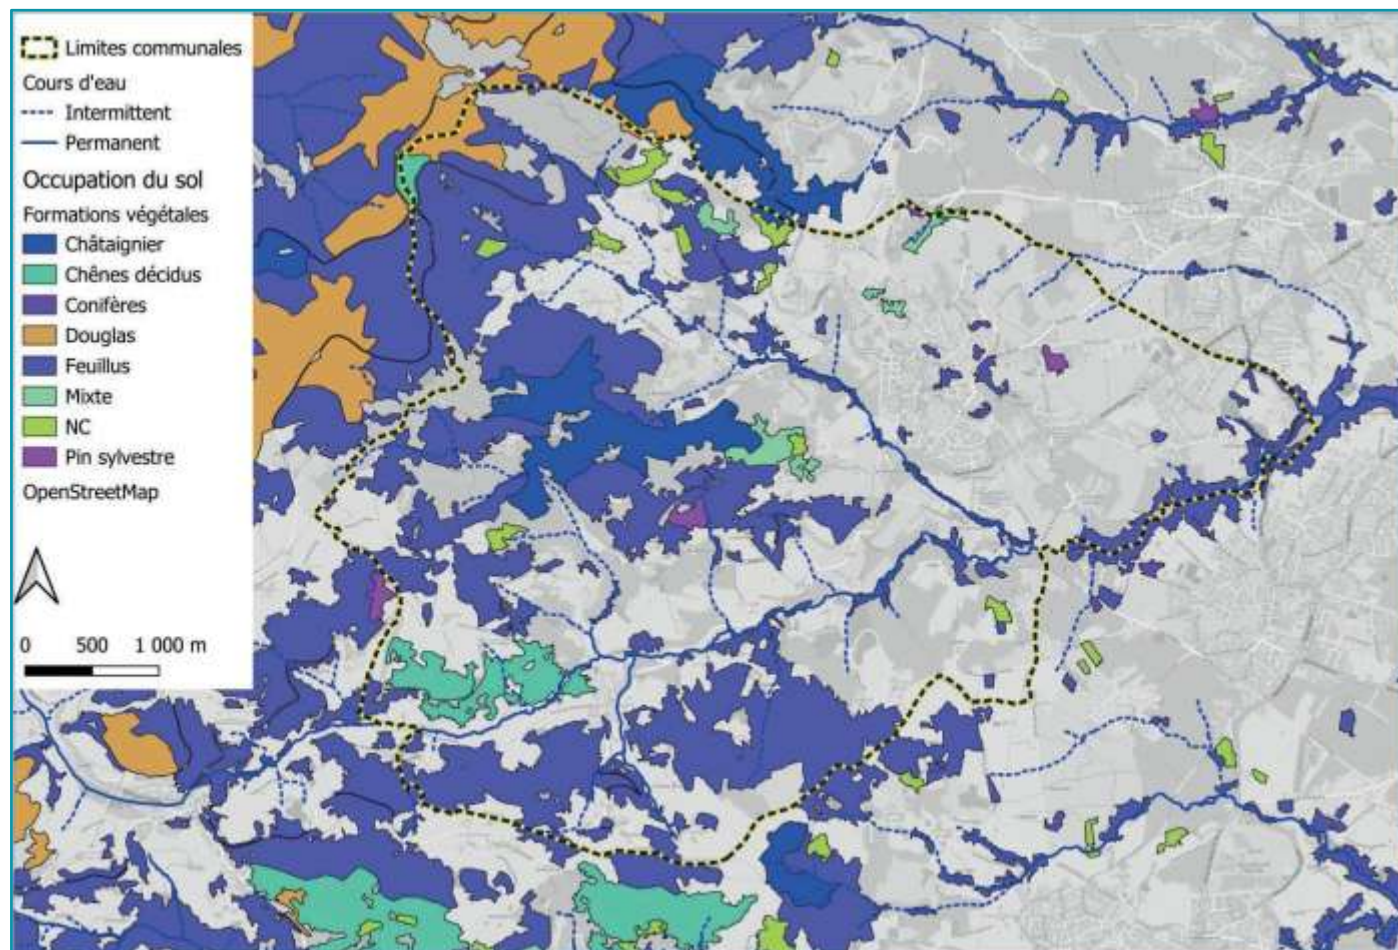 Limites communales
Cours d'eau
Intermittent
Permanent
Occupation du sol
Formations végétales
Châtaignier
Chênes décidus
Conifères
Douglas
Feuillus
Mixte
NC
Pin sylvestre
OpenStreetMap
0 500 1 000 m